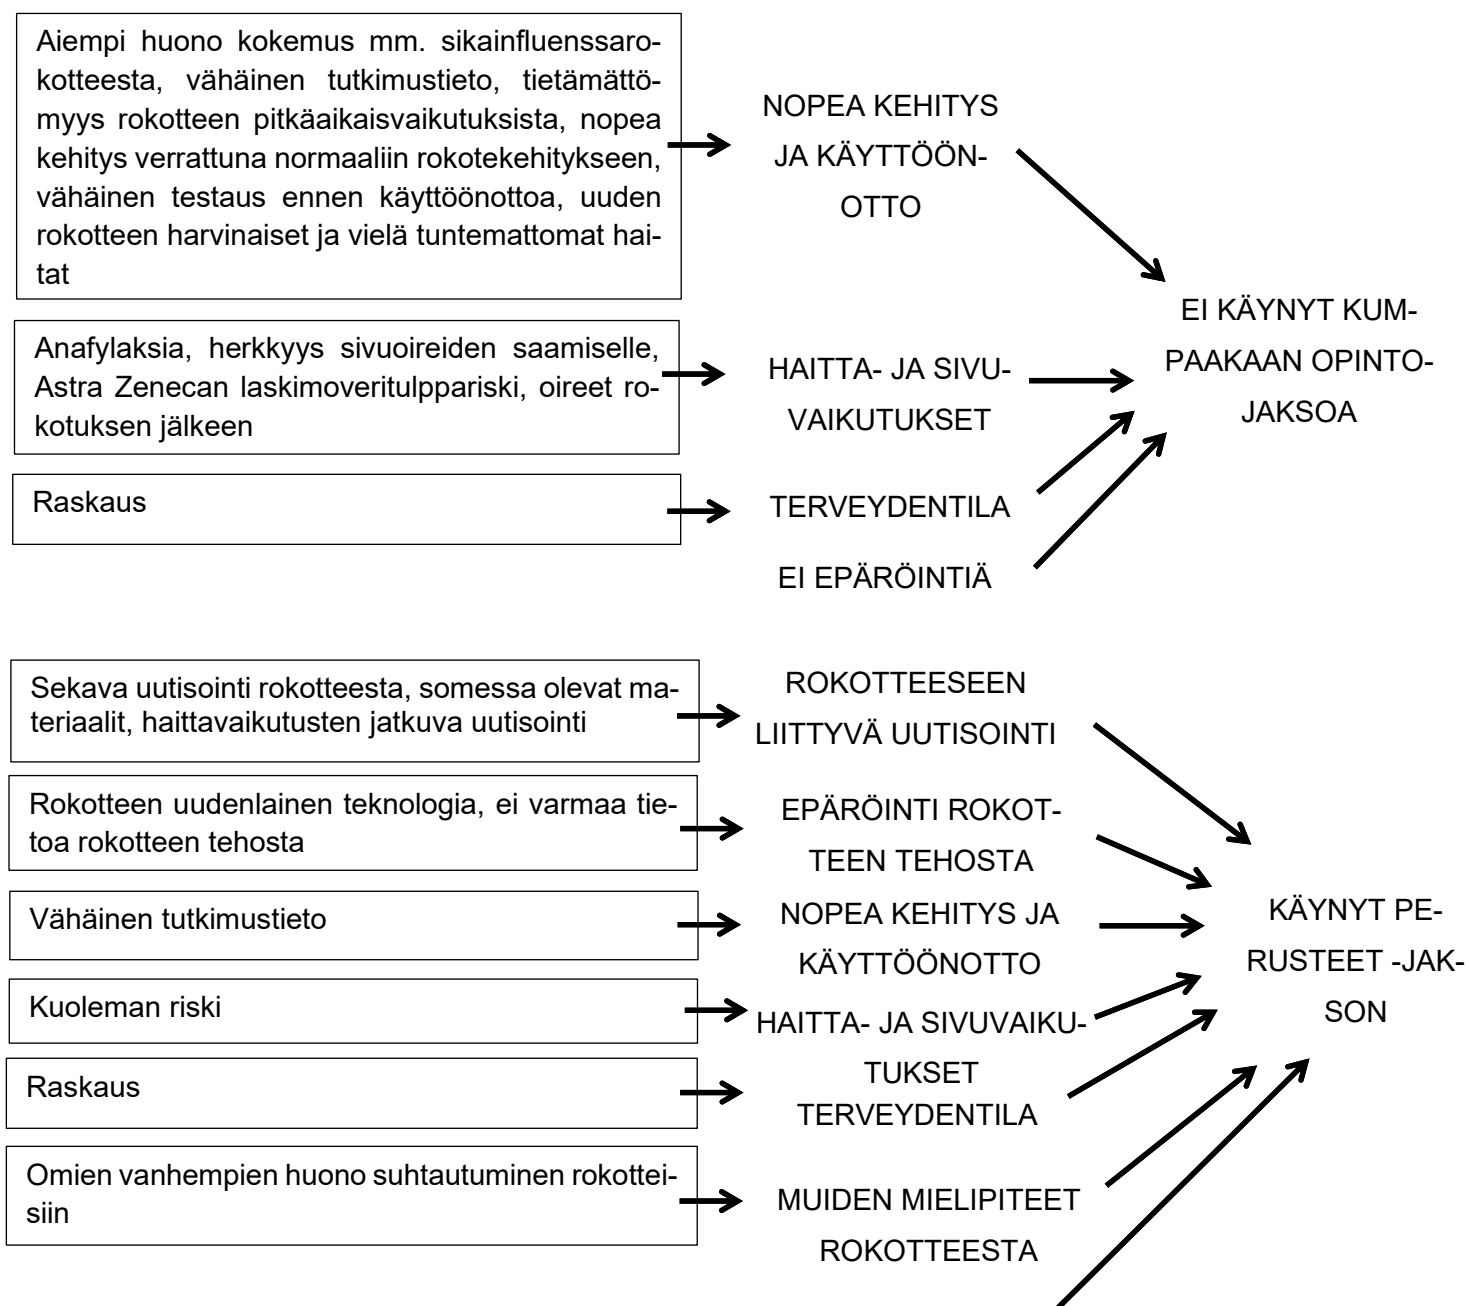 Aiempi huono kokemus mm. sikainfluenssaro-
kotteesta, vähäinen tutkimustieto, tietämättö-
myys rokotteen pitkäaikaisvaikutuksista, nopea
kehitys verrattuna normaaliin rokotekehitykseen,
vähäinen testaus ennen käyttöönottoa, uuden
rokotteen harvinaiset ja vielä tuntemattomat hai-
tat
NOPEA KEHITYS
JA KÄYTTÖÖN-
OTTO
Anafylaksia, herkkyys sivuoireiden saamiselle,
Astra Zenecan laskimoveritulppariski, oireet ro-
kotuksen jälkeen
HAITTA- JA SIVU-
VAIKUTUKSET
Raskaus
TERVEYDENTILA
EI EPÄRÖINTIÄ
EI KÄYNYT KUM-
PAAKAAN OPINTO-
JAKSOA
Sekava uutisointi rokotteesta, somessa olevat ma-
teriaalit, haittavaikutusten jatkuva uutisointi
ROKOTTEESEEN
LIITTYVÄ UUTISOINTI
Rokotteen uudenlainen teknologia, ei varmaa tie-
toa rokotteen tehosta
EPÄRÖINTI ROKOT-
TEEN TEHOSTA
Vähäinen tutkimustieto
NOPEA KEHITYS JA
KÄYTTÖÖNOTTO
Kuoleman riski
HAITTA- JA SIVUVAIKU-
TUKSET
Raskaus
TERVEYDENTILA
Omien vanhempien huono suhtautuminen rokottei-
siin
MUIDEN MIELIPITEET
ROKOTTEESTA
KÄYNYT PE-
RUSTEET -JAK-
SON